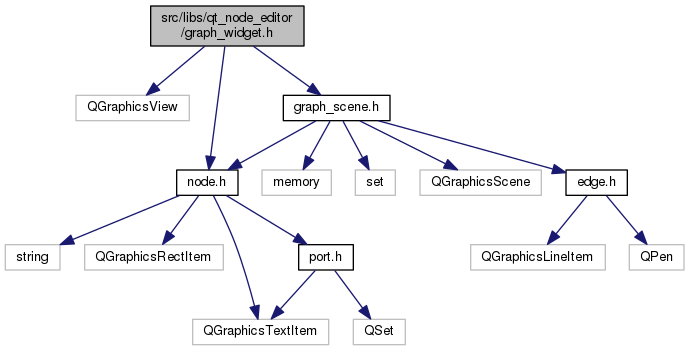 src/libs/qt_node_editor
/graph_widget.h
QGraphicsView
graph_scene.h
node.h
memory
set
QGraphicsScene
edge.h
string
QGraphicsRectItem
port.h
QGraphicsLineItem
QPen
QGraphicsTextItem
QSet